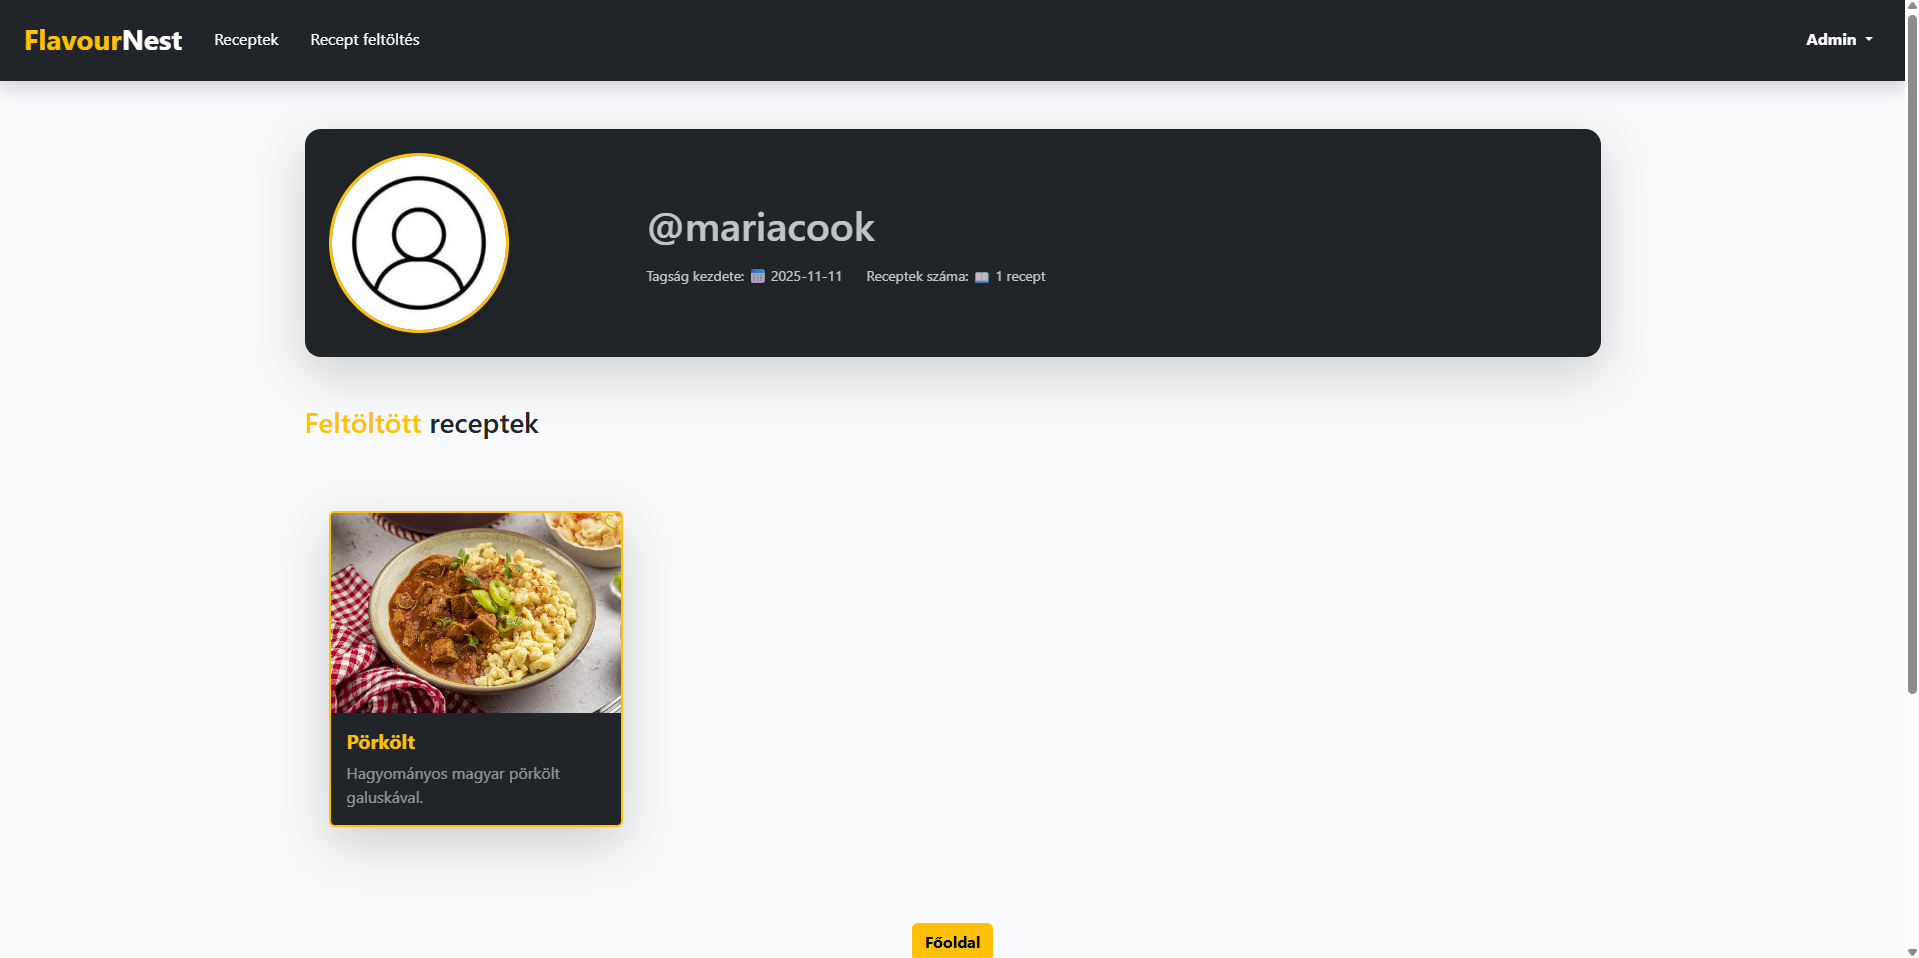 FlavourNest Receptek Recept feltöltés Admin
@mariacook
Tagság kezdete: 2025-11-11 Receptek száma: 1 recept
Feltöltött receptek
Pörkölt
Hagyományos magyar pörkölt
galuskával.
Főoldal